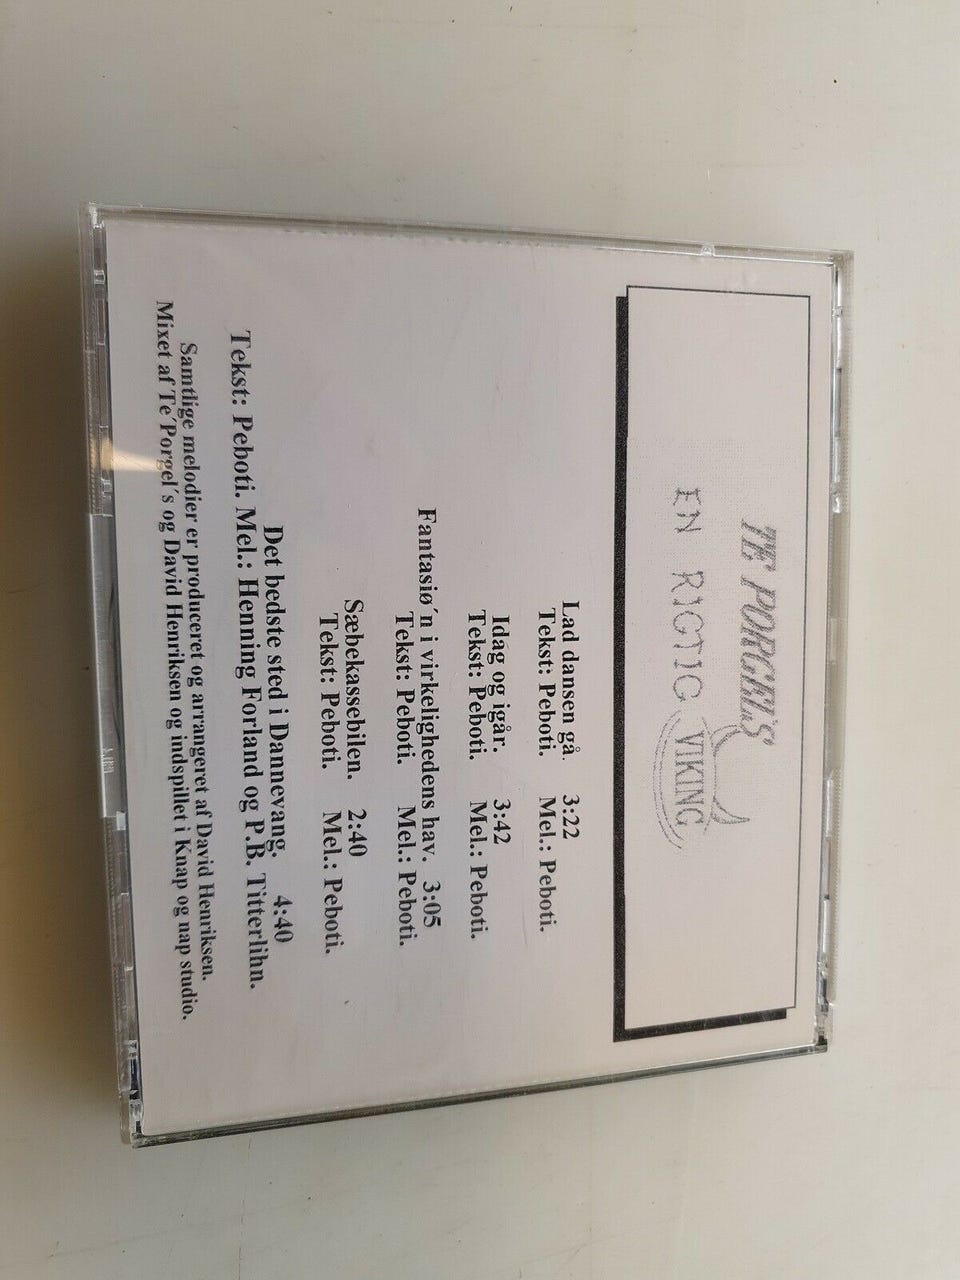 TE PORGEL'S
EN RIGTIG VIKING
Lad dansen gå. 3:22
Tekst: Peboti. Mel.: Peboti.
Idag og igår. 3:42
Tekst: Peboti. Mel.: Peboti.
Fantasiø´n i virkelighedens hav. 3:05
Tekst: Peboti. Mel.: Peboti.
Sæbekassebilen. 2:40
Tekst: Peboti. Mel.: Peboti.
Det bedste sted i Dannevang. 4:40
Tekst: Peboti. Mel.: Henning Forland og P.B. Titterlihn.
Samtlige melodier er produceret og arrangeret af David Henriksen.
Mixet af Te´Porgel´s og David Henriksen og indspillet i Knap og nap studio.